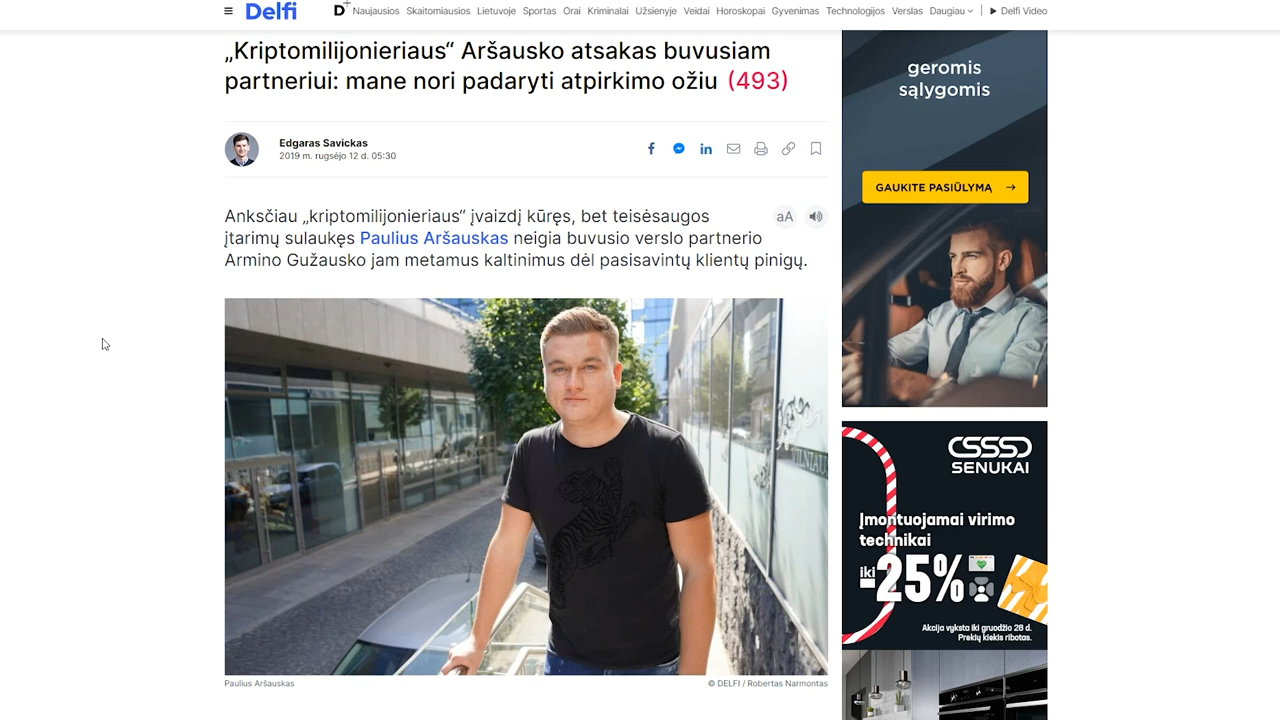 Delfi
D+ Naujausios Skaitomiausios Lietuvoje Sportas Orai Kriminalai Užsienyje Veidai Horoskopai Gyvenimas Technologijos Verslas Daugiau Delfi Video
„Kriptomilijonieriaus“ Aršausko atsakas buvusiam
partneriui: mane nori padaryti atpirkimo ožiu (493)
Edgaras Savickas
2019 m. rugsėjo 12 d. 05:30
Anksčiau „kriptomilijonieriaus“ įvaizdį kūręs, bet teisėsaugos
įtarimų sulaukęs Paulius Aršauskas neigia buvusio verslo partnerio
Armino Gužausko jam metamus kaltinimus dėl pasisavintų klientų pinigų.
aA
Paulius Aršauskas
© DELFI / Robertas Narmontas
geromis
sąlygomis
GAUKITE PASIŪLYMĄ
SENUKAI
Įmontuojamai virimo
technikai
iki
-25%
Akcija vyksta iki gruodžio 28 d.
Prekių kiekis ribotas.